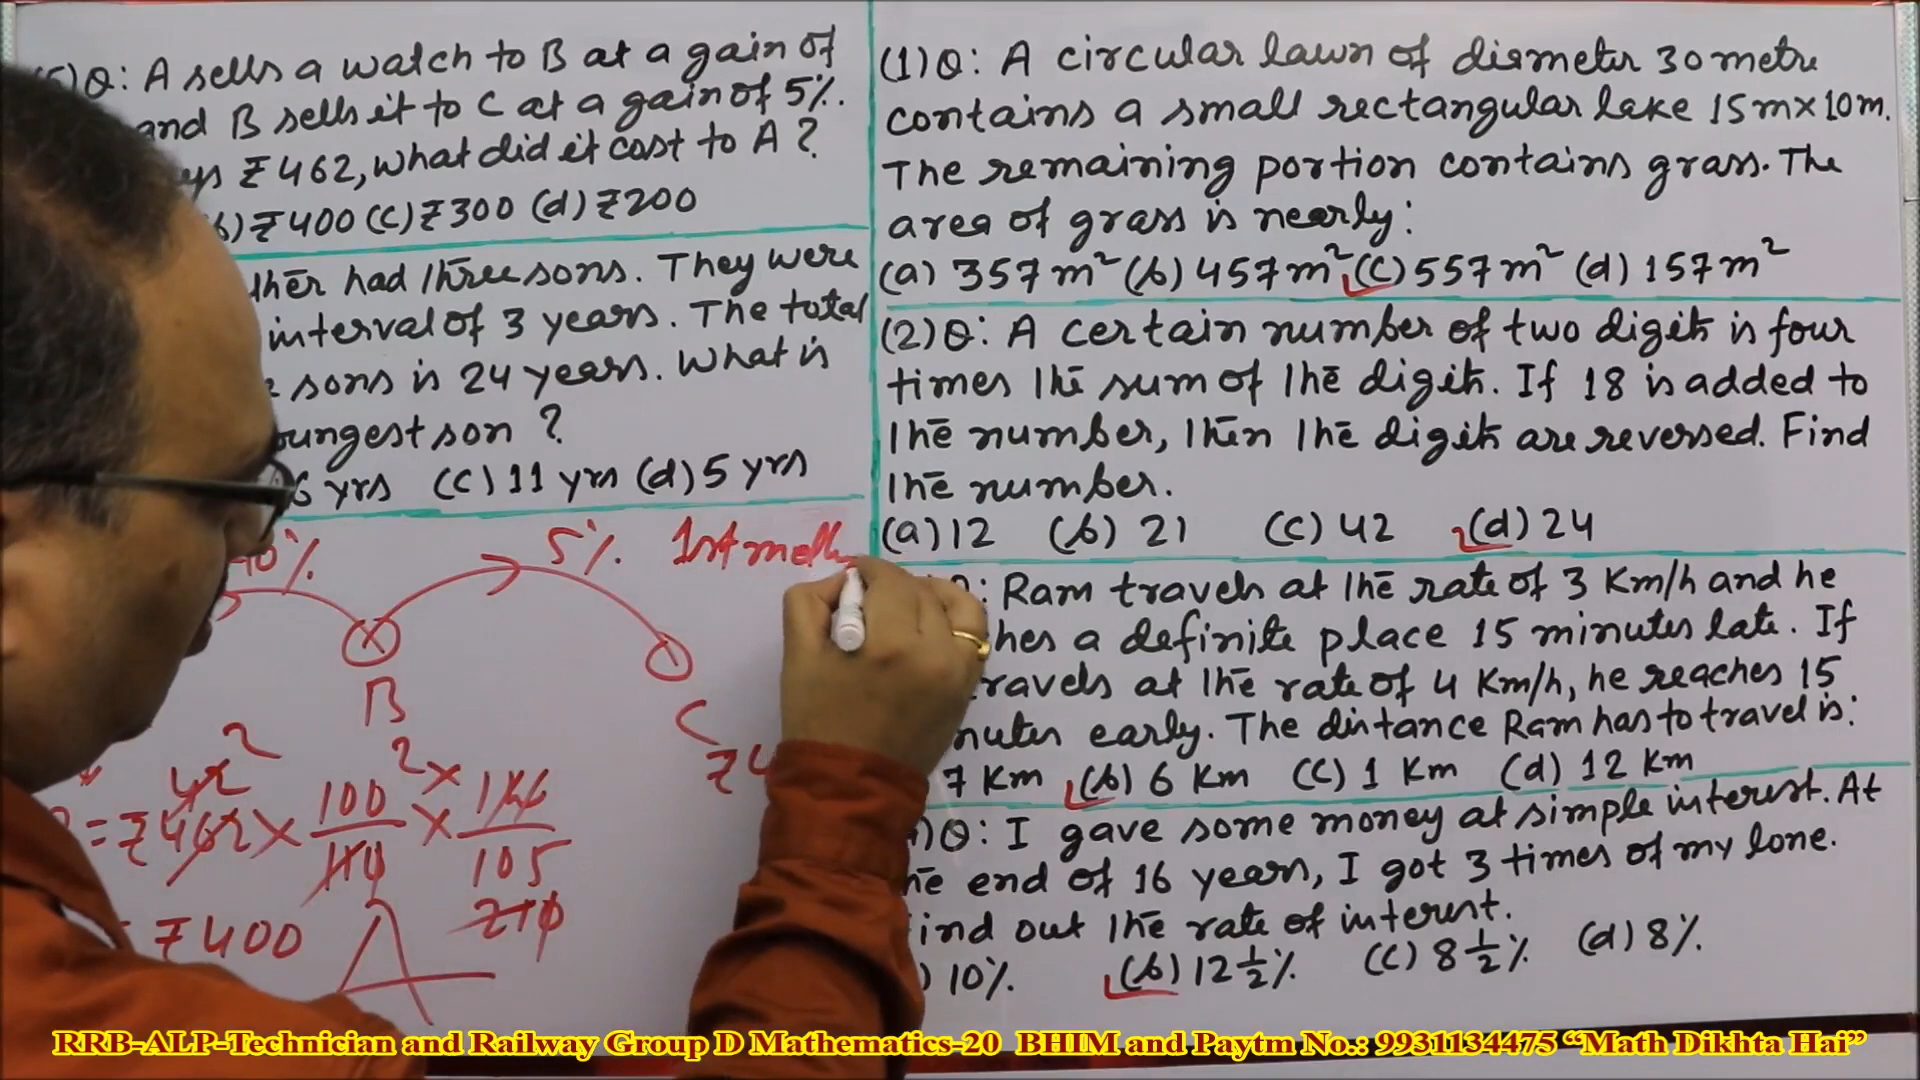 Q: A sells a watch to B at a gain of
and B sells it to C at a gain of 5%.
₹462, what did it cost to A?
₹400 (c) ₹300 (d) ₹200
had three sons. They were
interval of 3 years. The total
sons is 24 years. What is
son?
6 yrs (c) 11 yrs (d) 5 yrs
10% 5% 1st
B
C
42 2 2
= ₹462 × 100/110 × 100/105
210
₹400
(1) Q: A circular lawn of diameter 30 metre
contains a small rectangular lake 15m×10m.
The remaining portion contains grass. The
area of grass is nearly:
(a) 357 m² (b) 457 m² (c) 557 m² (d) 157 m²
(2) Q: A certain number of two digits is four
times the sum of the digits. If 18 is added to
the number, then the digits are reversed. Find
the number.
(a) 12 (b) 21 (c) 42 (d) 24
Q: Ram travels at the rate of 3 Km/h and he
a definite place 15 minutes late. If
at the rate of 4 Km/h, he reaches 15
early. The distance Ram has to travel is:
7 Km (b) 6 Km (c) 1 Km (d) 12 Km
Q: I gave some money at simple interest. At
end of 16 years, I got 3 times of my lone.
out the rate of interest.
10% (b) 12 1/2 % (c) 8 1/2 % (d) 8%.
RRB-ALP-Technician and Railway Group D Mathematics-20 BHIM and Paytm No.: 9931134475 “Math Dikhta Hai”